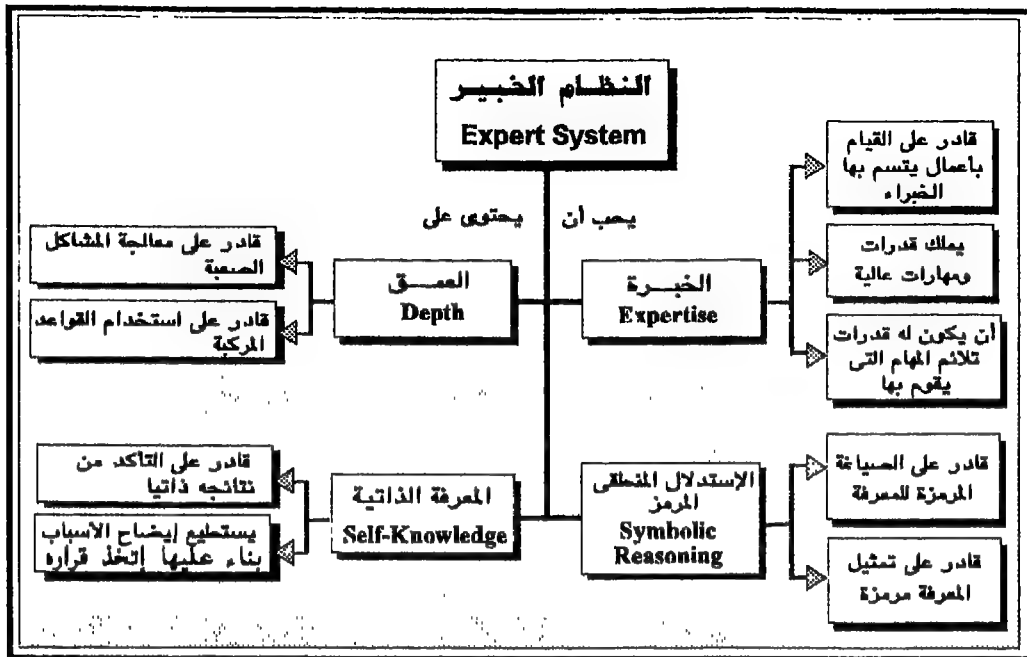 النظام الخبير
Expert System
يجب أن يحتوى على
الخبرة
Expertise
قادر على القيام
بأعمال يتسم بها
الخبراء
يملك قدرات
ومهارات عالية
أن يكون له قدرات
تلائم المهام التى
يقوم بها
العمق
Depth
قادر على معالجة المشاكل
الصعبة
قادر على استخدام القواعد
المركبة
الإستدلال المنطقى
المرمز
Symbolic
Reasoning
قادر على الصياغة
المرمزة للمعرفة
قادر على تمثيل
المعرفة مرمزة
المعرفة الذاتية
Self-Knowledge
قادر على التأكد من
نتائجه ذاتيا
يستطيع إيضاح الأسباب
بناء عليها إتخذ قراره